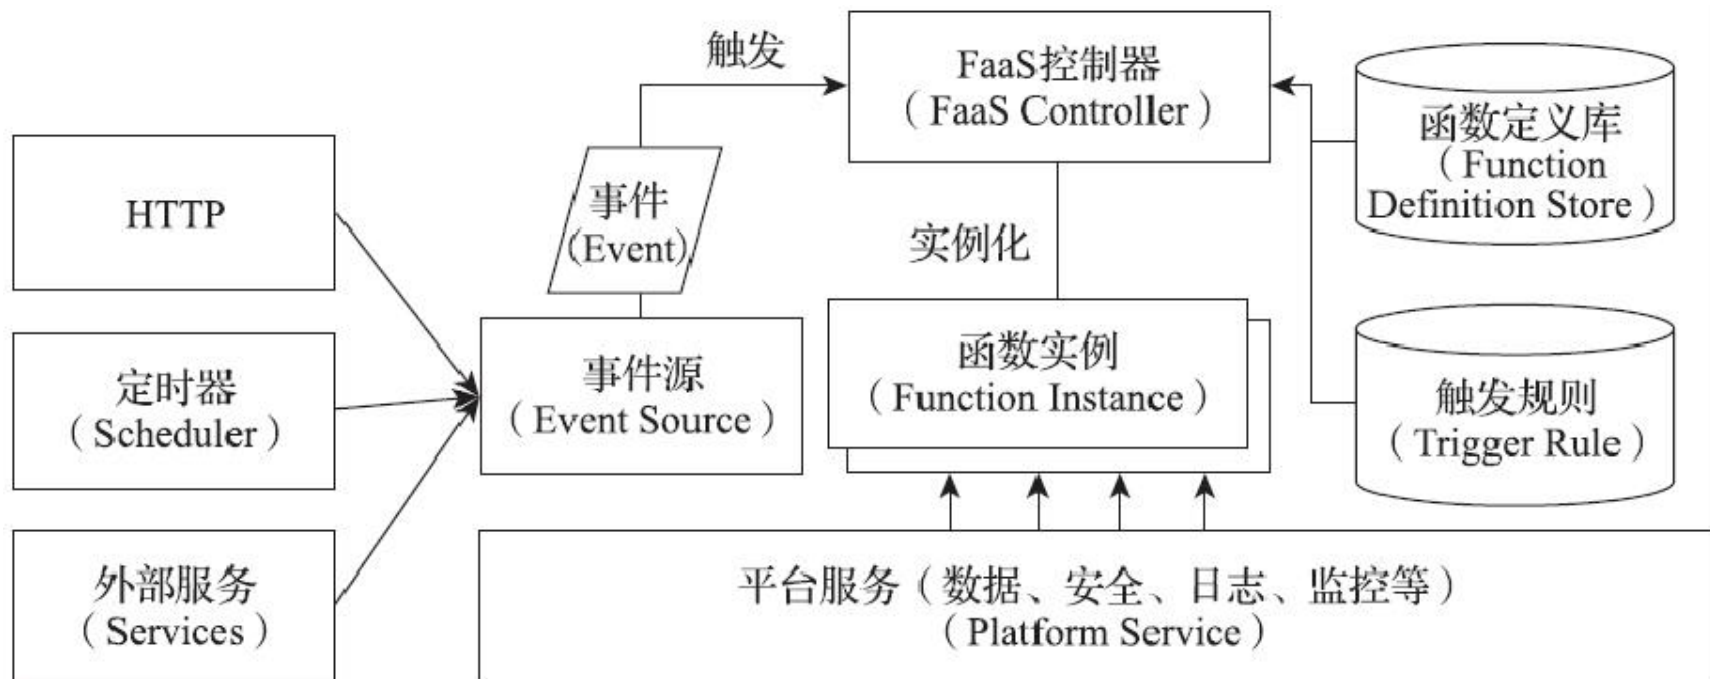 触发
FaaS控制器
（FaaS Controller）
函数定义库
（Function
Definition Store）
HTTP
事件
(Event)
实例化
定时器
（Scheduler）
事件源
（Event Source）
函数实例
（Function Instance）
触发规则
（Trigger Rule）
外部服务
（Services）
平台服务（数据、安全、日志、监控等）
（Platform Service）